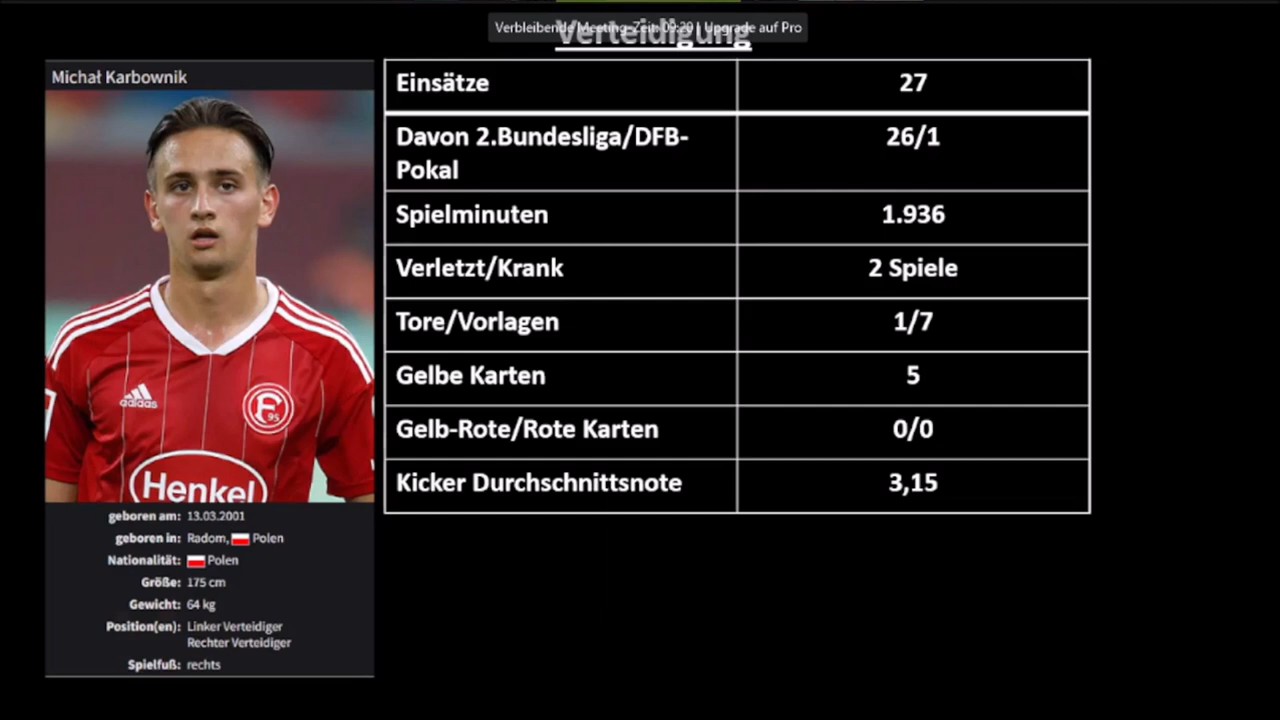 Verbleibende Meeting-Zeit: 09:20 | Upgrade auf Pro
Verteidigung
Michał Karbownik
adidas
F
95
Henkel
geboren am: 13.03.2001
geboren in: Radom, Polen
Nationalität: Polen
Größe: 175 cm
Gewicht: 64 kg
Position(en): Linker Verteidiger
Rechter Verteidiger
Spielfuß: rechts
Einsätze 27
Davon 2.Bundesliga/DFB- 26/1
Pokal
Spielminuten 1.936
Verletzt/Krank 2 Spiele
Tore/Vorlagen 1/7
Gelbe Karten 5
Gelb-Rote/Rote Karten 0/0
Kicker Durchschnittsnote 3,15